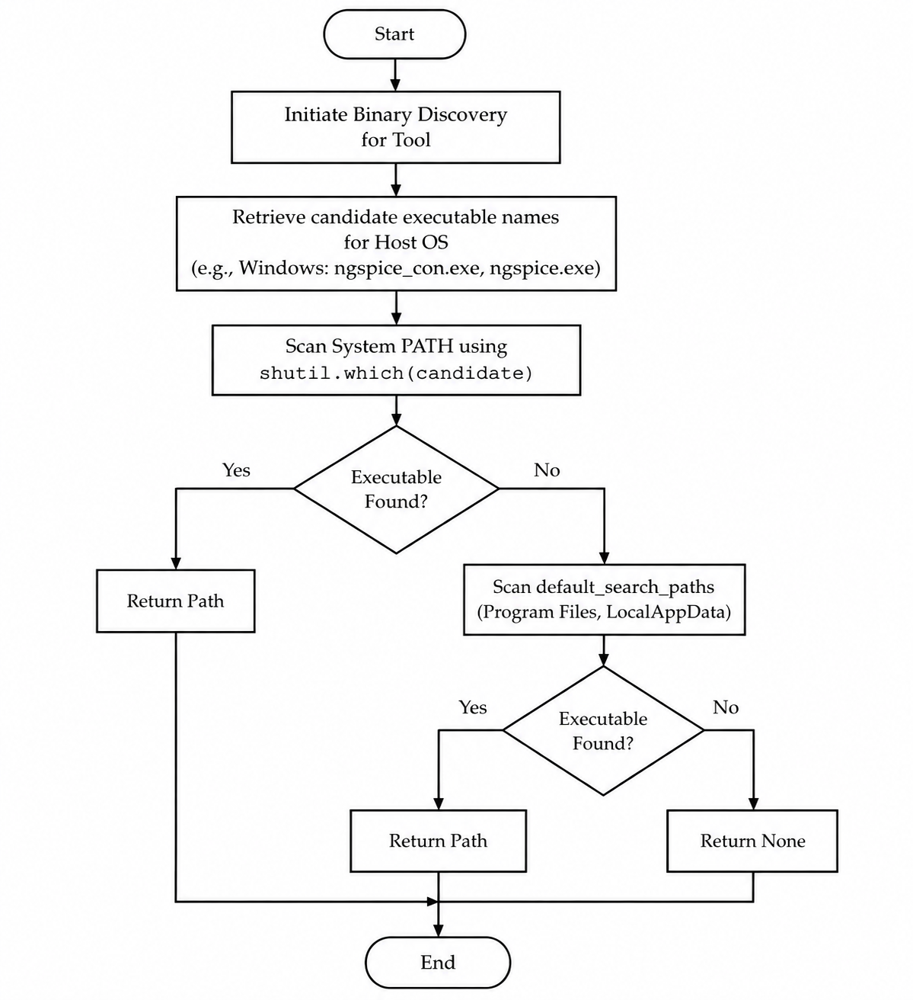 Start
Initiate Binary Discovery
for Tool
Retrieve candidate executable names
for Host OS
(e.g., Windows: ngspice_con.exe, ngspice.exe)
Scan System PATH using
shutil.which(candidate)
Executable
Found?
Yes
No
Return Path
Scan default_search_paths
(Program Files, LocalAppData)
Executable
Found?
Yes
No
Return Path
Return None
End